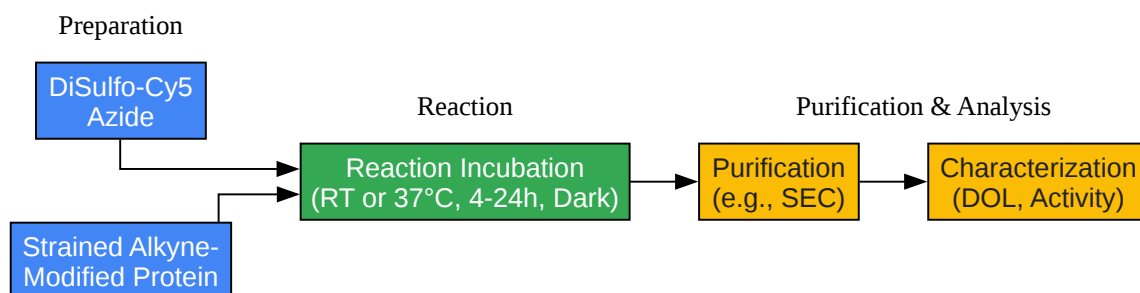 Preparation
DiSulfo-Cy5
Azide
Strained Alkyne-
Modified Protein
Reaction
Reaction Incubation
(RT or 37°C, 4-24h, Dark)
Purification & Analysis
Purification
(e.g., SEC)
Characterization
(DOL, Activity)